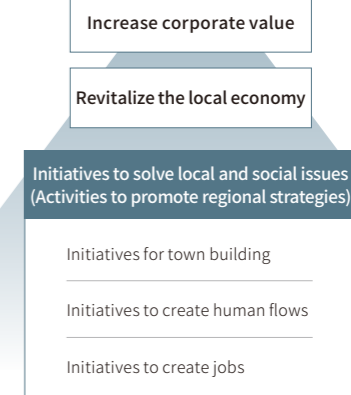 Increase corporate value
Revitalize the local economy
Initiatives to solve local and social issues
(Activities to promote regional strategies)
Initiatives for town building
Initiatives to create human flows
Initiatives to create jobs